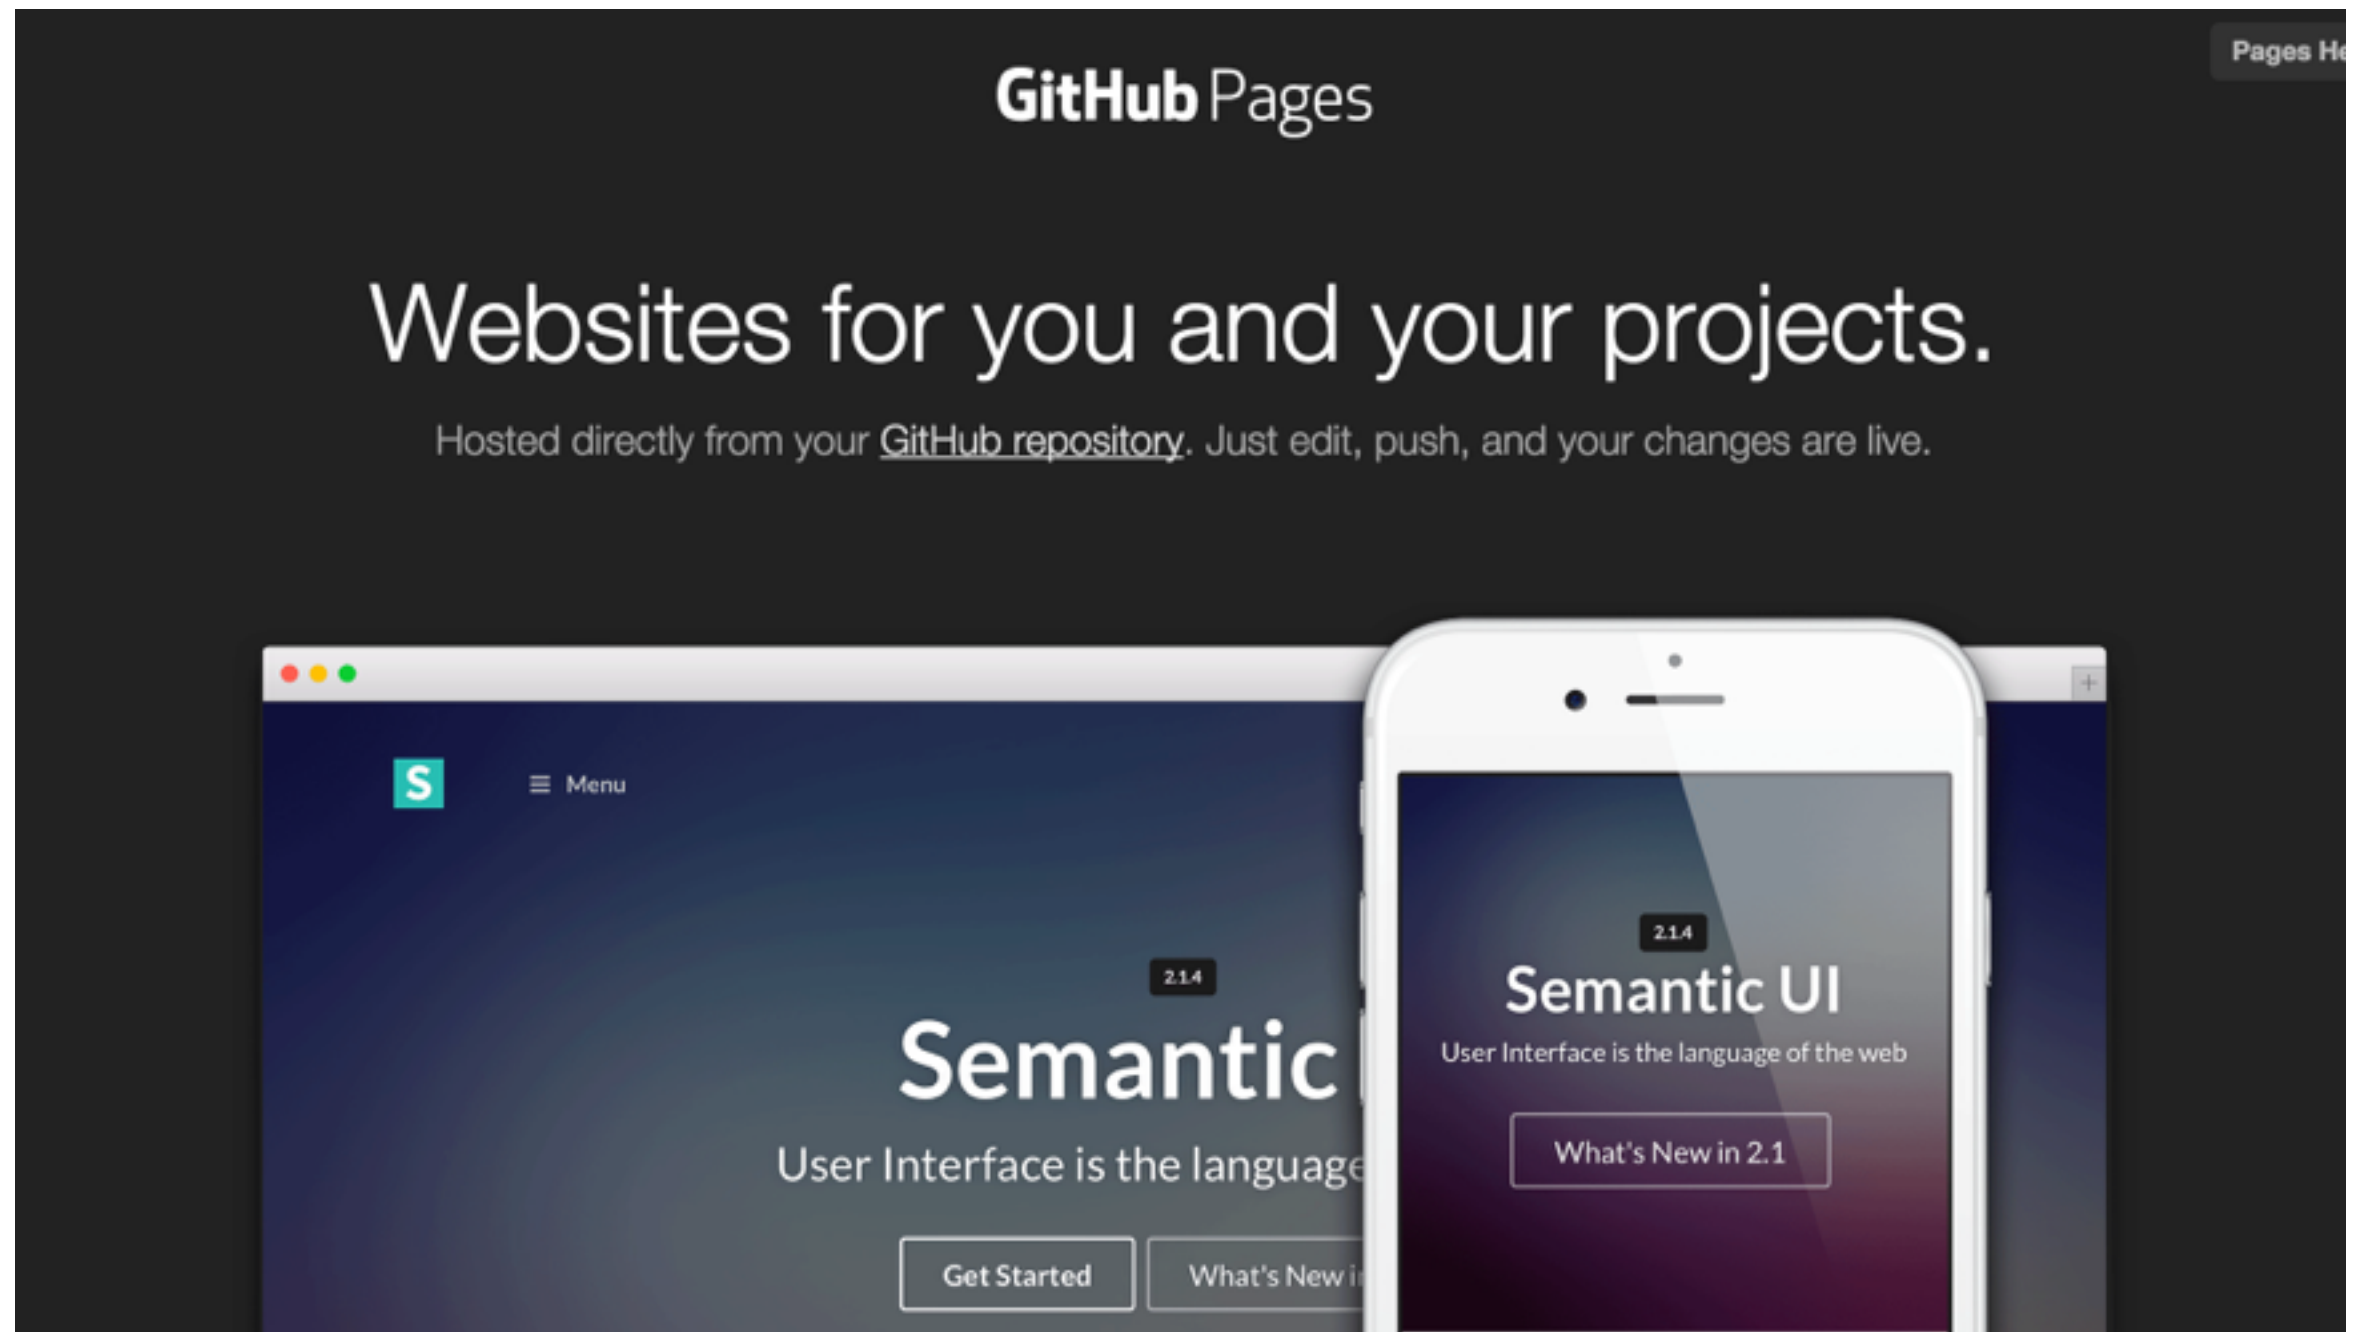 Pages He
GitHub Pages
Websites for you and your projects.
Hosted directly from your GitHub repository. Just edit, push, and your changes are live.
S
Menu
2.1.4
Semantic
User Interface is the language
Get Started
What's New in
2.1.4
Semantic UI
User Interface is the language of the web
What's New in 2.1